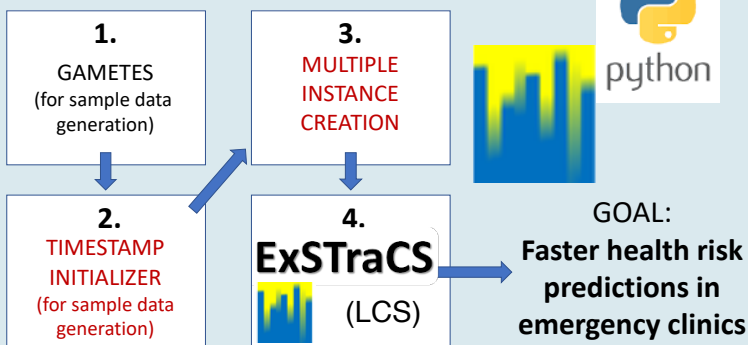 1.
GAMETES
(for sample data
generation)
2.
TIMESTAMP
INITIALIZER
(for sample data
generation)
3.
MULTIPLE
INSTANCE
CREATION
4.
ExSTraCS
(LCS)
python
GOAL:
Faster health risk
predictions in
emergency clinics